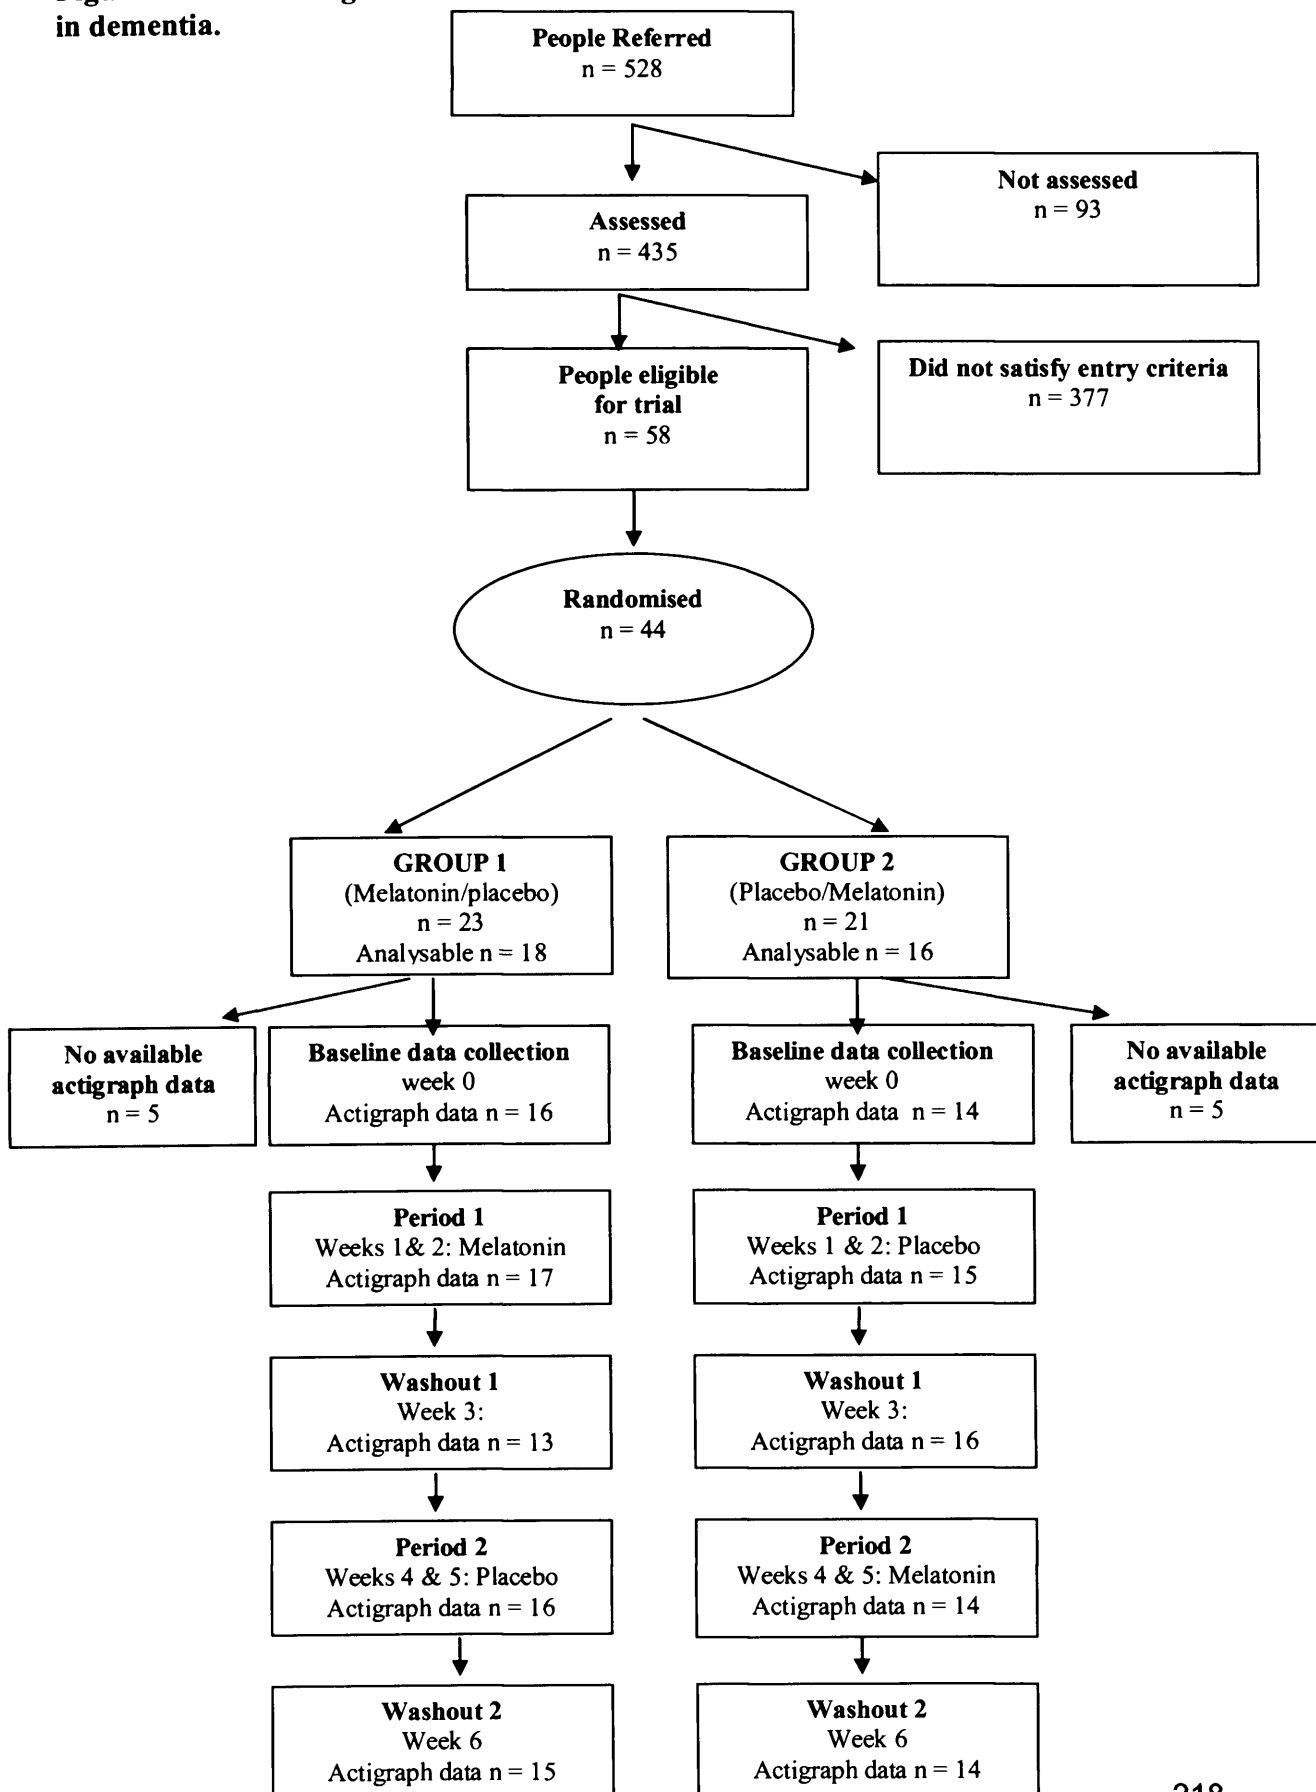 in dementia.
People Referred
n = 528
Not assessed
n = 93
Assessed
n = 435
People eligible
for trial
n = 58
Did not satisfy entry criteria
n = 377
Randomised
n = 44
GROUP 1
(Melatonin/placebo)
n = 23
Analysable n = 18
GROUP 2
(Placebo/Melatonin)
n = 21
Analysable n = 16
No available
actigraph data
n = 5
Baseline data collection
week 0
Actigraph data n = 16
Baseline data collection
week 0
Actigraph data n = 14
No available
actigraph data
n = 5
Period 1
Weeks 1& 2: Melatonin
Actigraph data n = 17
Period 1
Weeks 1 & 2: Placebo
Actigraph data n = 15
Washout 1
Week 3:
Actigraph data n = 13
Washout 1
Week 3:
Actigraph data n = 16
Period 2
Weeks 4 & 5: Placebo
Actigraph data n = 16
Period 2
Weeks 4 & 5: Melatonin
Actigraph data n = 14
Washout 2
Week 6
Actigraph data n = 15
Washout 2
Week 6
Actigraph data n = 14